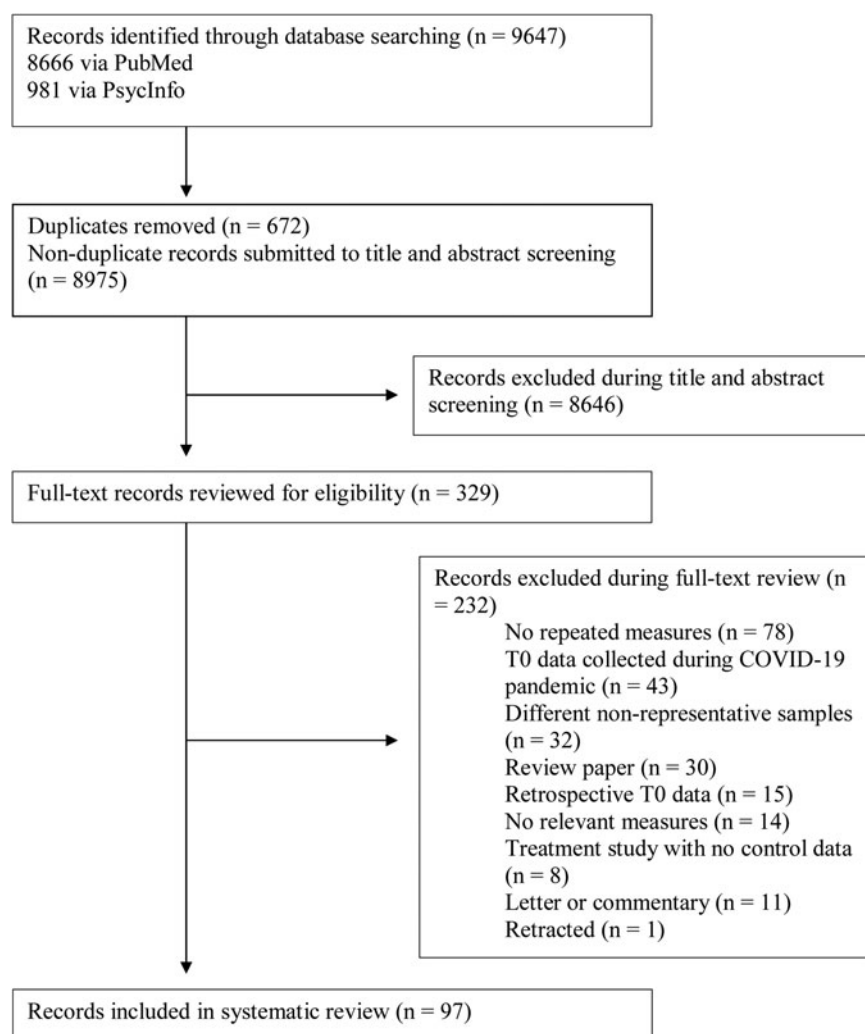 Records identified through database searching (n = 9647)
8666 via PubMed
981 via PsycInfo
Duplicates removed (n = 672)
Non-duplicate records submitted to title and abstract screening
(n = 8975)
Records excluded during title and abstract
screening (n = 8646)
Full-text records reviewed for eligibility (n = 329)
Records excluded during full-text review (n
= 232)
No repeated measures (n = 78)
T0 data collected during COVID-19
pandemic (n = 43)
Different non-representative samples
(n = 32)
Review paper (n = 30)
Retrospective T0 data (n = 15)
No relevant measures (n = 14)
Treatment study with no control data
(n = 8)
Letter or commentary (n = 11)
Retracted (n = 1)
Records included in systematic review (n = 97)